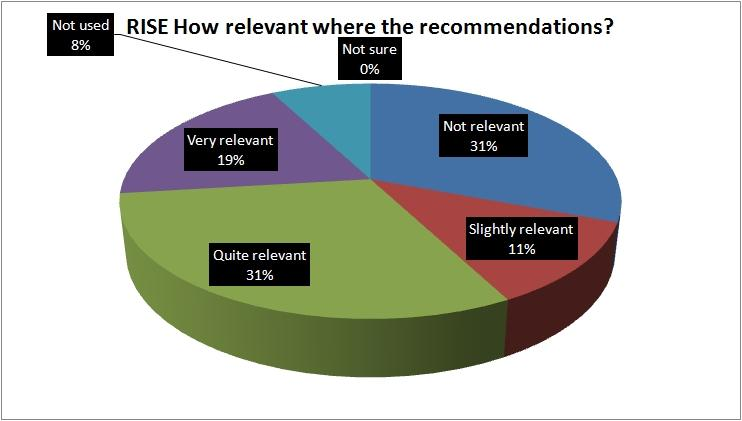 RISE How relevant where the recommendations?
Not used
8%
Not sure
0%
Not relevant
31%
Very relevant
19%
Slightly relevant
11%
Quite relevant
31%